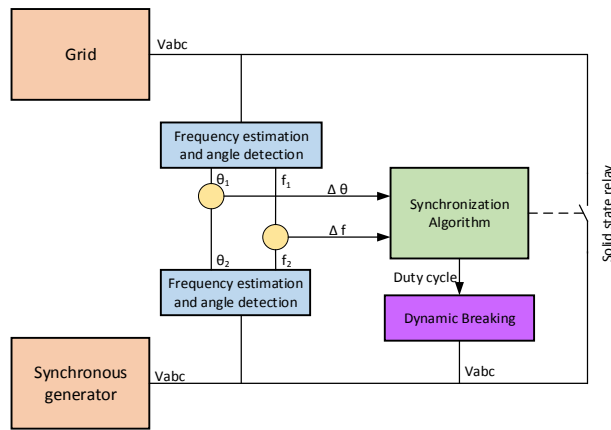 Grid
Vabc
Frequency estimation
and angle detection
θ1
f1
Δ θ
Synchronization
Algorithm
Solid state relay
Δ f
θ2
f2
Frequency estimation
and angle detection
Duty cycle
Dynamic Breaking
Synchronous
generator
Vabc
Vabc